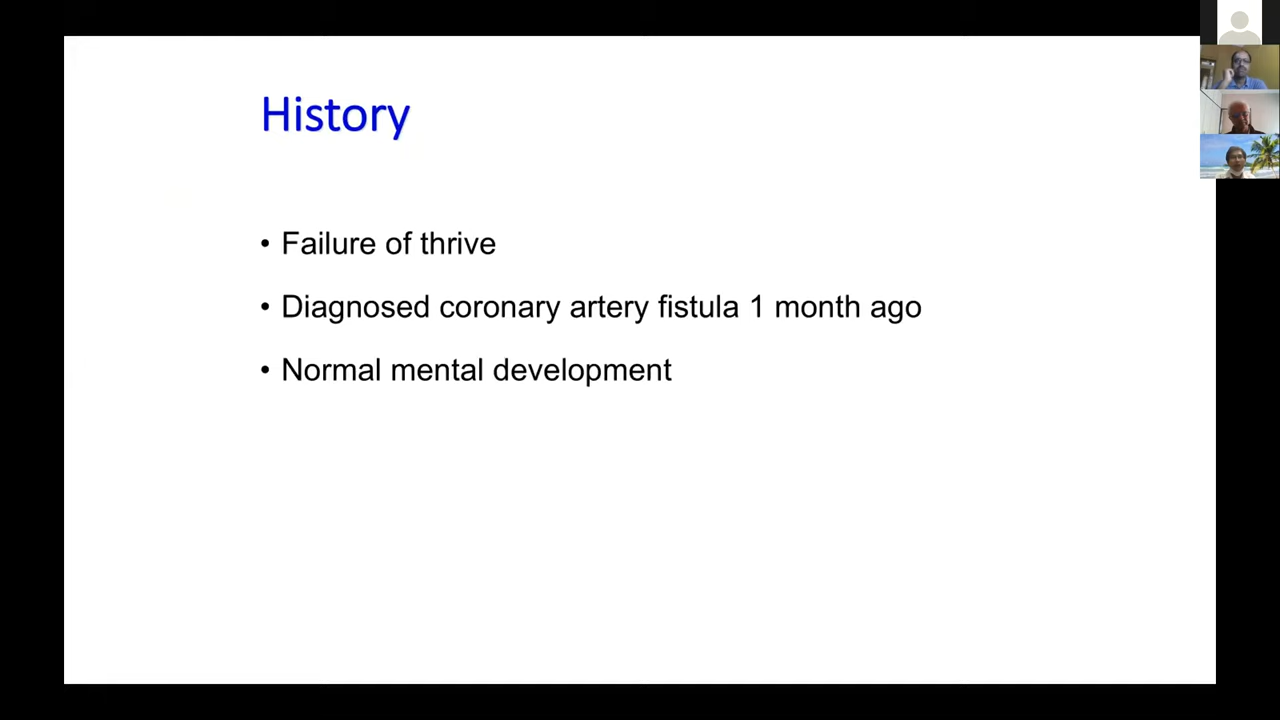 History
• Failure of thrive
• Diagnosed coronary artery fistula 1 month ago
• Normal mental development